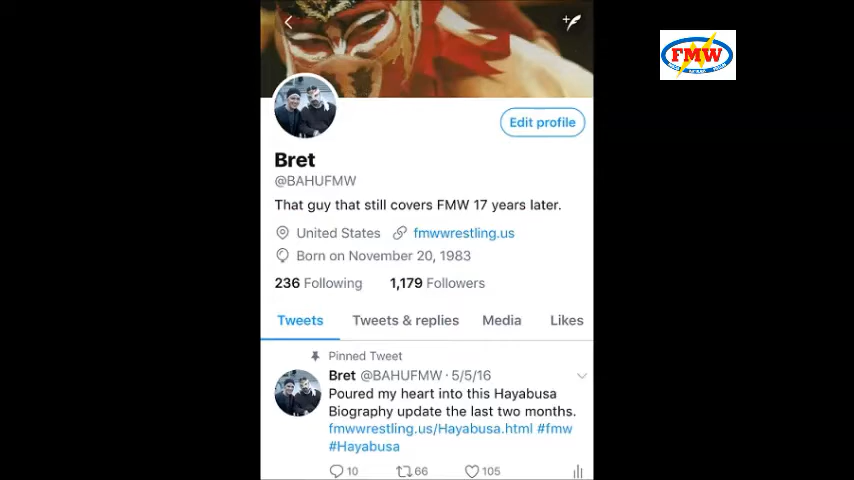 FMW
Edit profile
Bret
@BAHUFMW
That guy that still covers FMW 17 years later.
United States fmwwrestling.us
Born on November 20, 1983
236 Following 1,179 Followers
Tweets Tweets & replies Media Likes
Pinned Tweet
Bret @BAHUFMW · 5/5/16
Poured my heart into this Hayabusa
Biography update the last two months.
fmwwrestling.us/Hayabusa.html #fmw
#Hayabusa
10 66 105